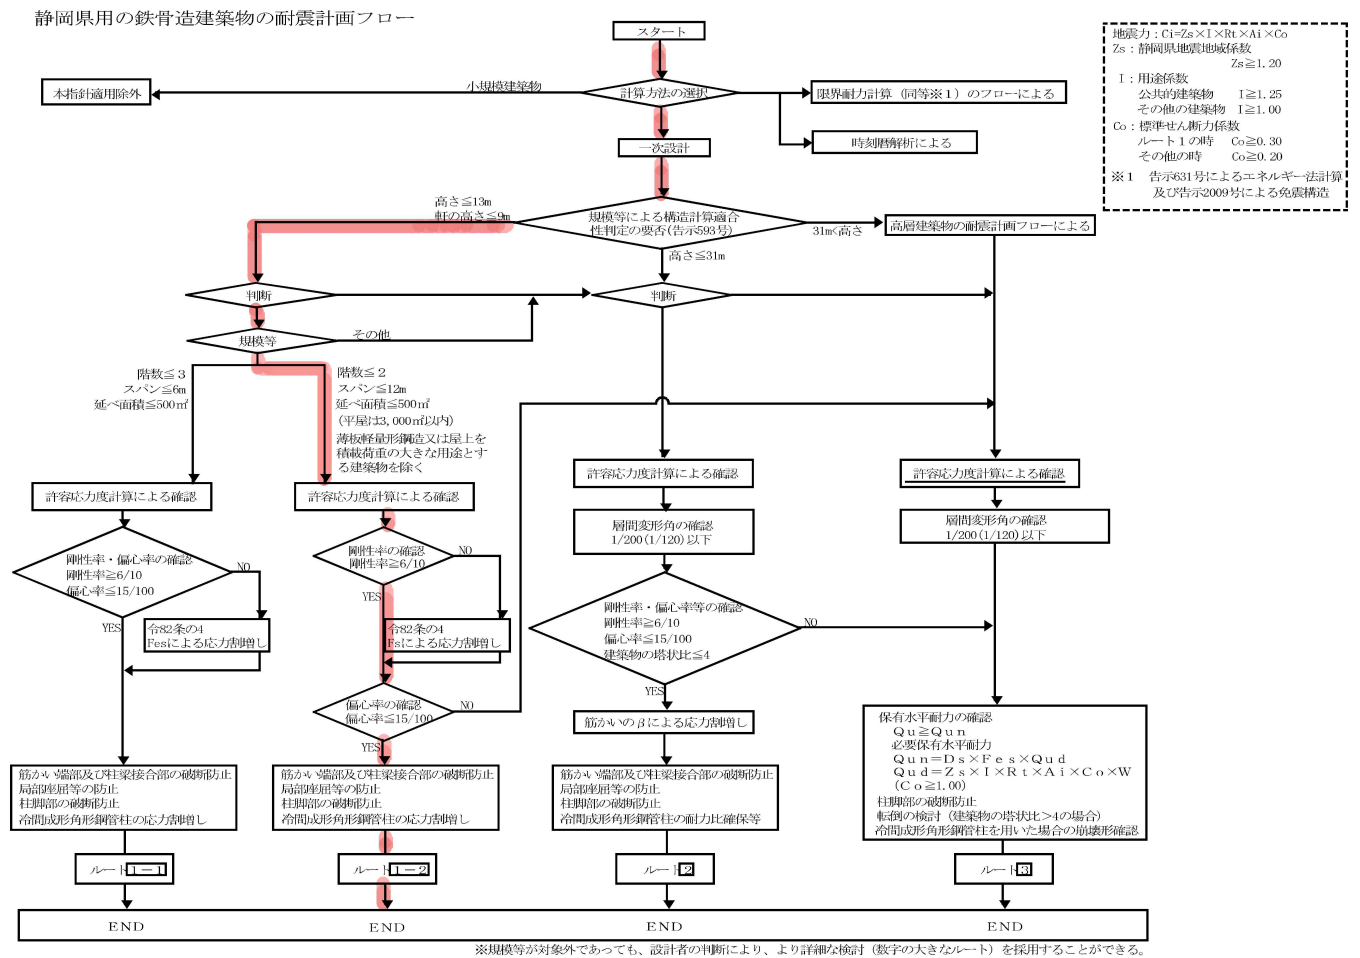 静岡県用の鉄骨造建築物の耐震計画フロー
スタート
地震力：Ci=Zs×I×Rt×Ai×Co
Zs：静岡県地震地域係数
Zs≧1.20
I：用途係数
公共的建築物 I≧1.25
その他の建築物 I≧1.00
Co：標準せん断力係数
ルート１の時 Co≧0.30
その他の時 Co≧0.20
※１ 告示631号によるエネルギー法計算
及び告示2009号による免震構造
本指針適用除外
小規模建築物
計算方法の選択
限界耐力計算（同等※１）のフローによる
時刻暦解析による
一次設計
高さ≦13m
軒の高さ≦9m
規模等による構造計算適合
性判定の要否(告示593号)
31m<高さ
高層建築物の耐震計画フローによる
高さ≦31m
判断
判断
規模等
その他
階数≦３
スパン≦6m
延べ面積≦500㎡
階数≦２
スパン≦12m
延べ面積≦500㎡
(平屋は3,000㎡以内)
薄板軽量形鋼造又は屋上を
積載荷重の大きな用途とす
る建築物を除く
許容応力度計算による確認
許容応力度計算による確認
許容応力度計算による確認
許容応力度計算による確認
剛性率・偏心率の確認
剛性率≧6/10
偏心率≦15/100
NO
YES
令82条の4
Fesによる応力割増し
剛性率の確認
剛性率≧6/10
NO
YES
令82条の4
Fsによる応力割増し
偏心率の確認
偏心率≦15/100
NO
YES
層間変形角の確認
1/200(1/120)以下
剛性率・偏心率等の確認
剛性率≧6/10
偏心率≦15/100
建築物の塔状比≦4
NO
YES
筋かいのβによる応力割増し
層間変形角の確認
1/200(1/120)以下
保有水平耐力の確認
Ｑｕ≧Ｑｕｎ
必要保有水平耐力
Ｑｕｎ＝Ｄｓ×Ｆｅｓ×Ｑｕｄ
Ｑｕｄ＝Ｚｓ×Ｉ×Ｒｔ×Ａｉ×Ｃｏ×Ｗ
（Ｃｏ≧1.00）
柱脚部の破断防止
転倒の検討（建築物の塔状比>4の場合）
冷間成形角形鋼管柱を用いた場合の崩壊形確認
筋かい端部及び柱梁接合部の破断防止
局部座屈等の防止
柱脚部の破断防止
冷間成形角形鋼管柱の応力割増し
筋かい端部及び柱梁接合部の破断防止
局部座屈等の防止
柱脚部の破断防止
冷間成形角形鋼管柱の応力割増し
筋かい端部及び柱梁接合部の破断防止
局部座屈等の防止
柱脚部の破断防止
冷間成形角形鋼管柱の耐力比確保等
ルート１－１
ルート１－２
ルート２
ルート３
END
END
END
END
※規模等が対象外であっても、設計者の判断により、より詳細な検討（数字の大きなルート）を採用することができる。